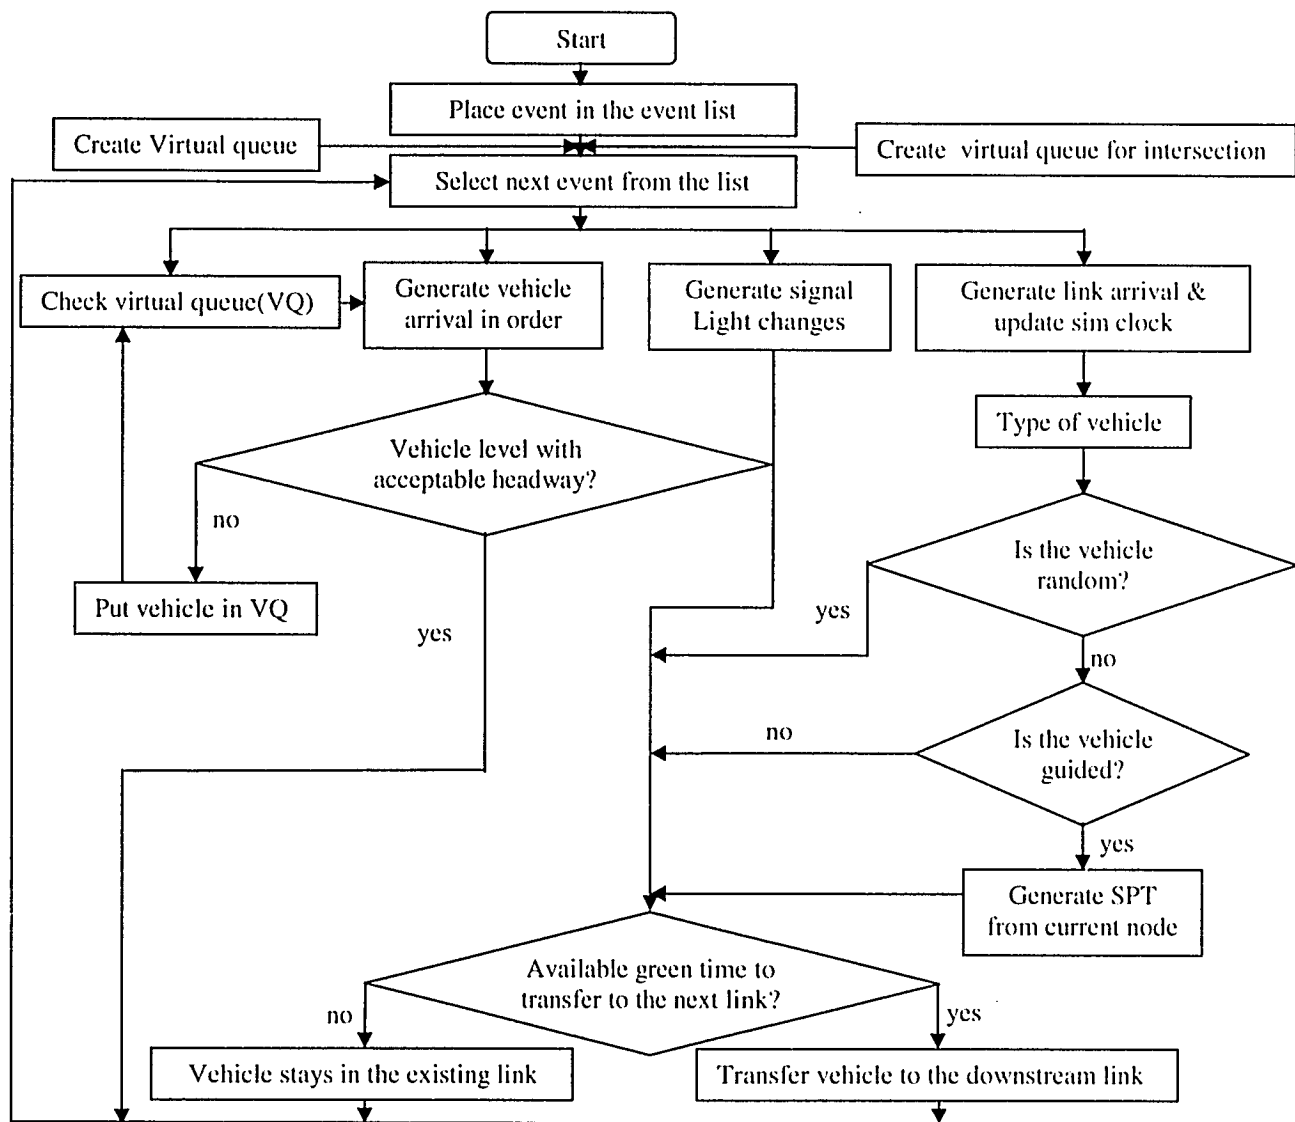 Start
Place event in the event list
Create Virtual queue
Create virtual queue for intersection
Select next event from the list
Check virtual queue(VQ)
Generate vehicle
arrival in order
Generate signal
Light changes
Generate link arrival &
update sim clock
Type of vehicle
Vehicle level with
acceptable headway?
no
Is the vehicle
random?
Put vehicle in VQ
yes
yes
no
no
Is the vehicle
guided?
yes
Generate SPT
from current node
Available green time to
transfer to the next link?
no
yes
Vehicle stays in the existing link
Transfer vehicle to the downstream link